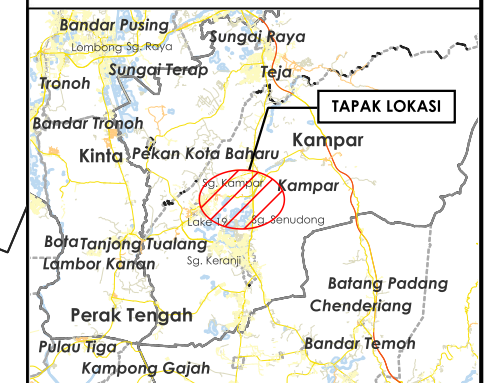 Bandar Pusing
Sungai Raya
Lombong Sg. Raya
Sungai Terap
Teja
Tronoh
TAPAK LOKASI
Bandar Tronoh
Kampar
Kinta
Pekan Kota Baharu
Sg. Kampar
Kampar
Lake 19
Sg. Senudong
Bota
Tanjong Tualang
Lambor Kanan
Sg. Keranji
Batang Padang
Chenderiang
Perak Tengah
Bandar Temoh
Pulau Tiga
Kampong Gajah